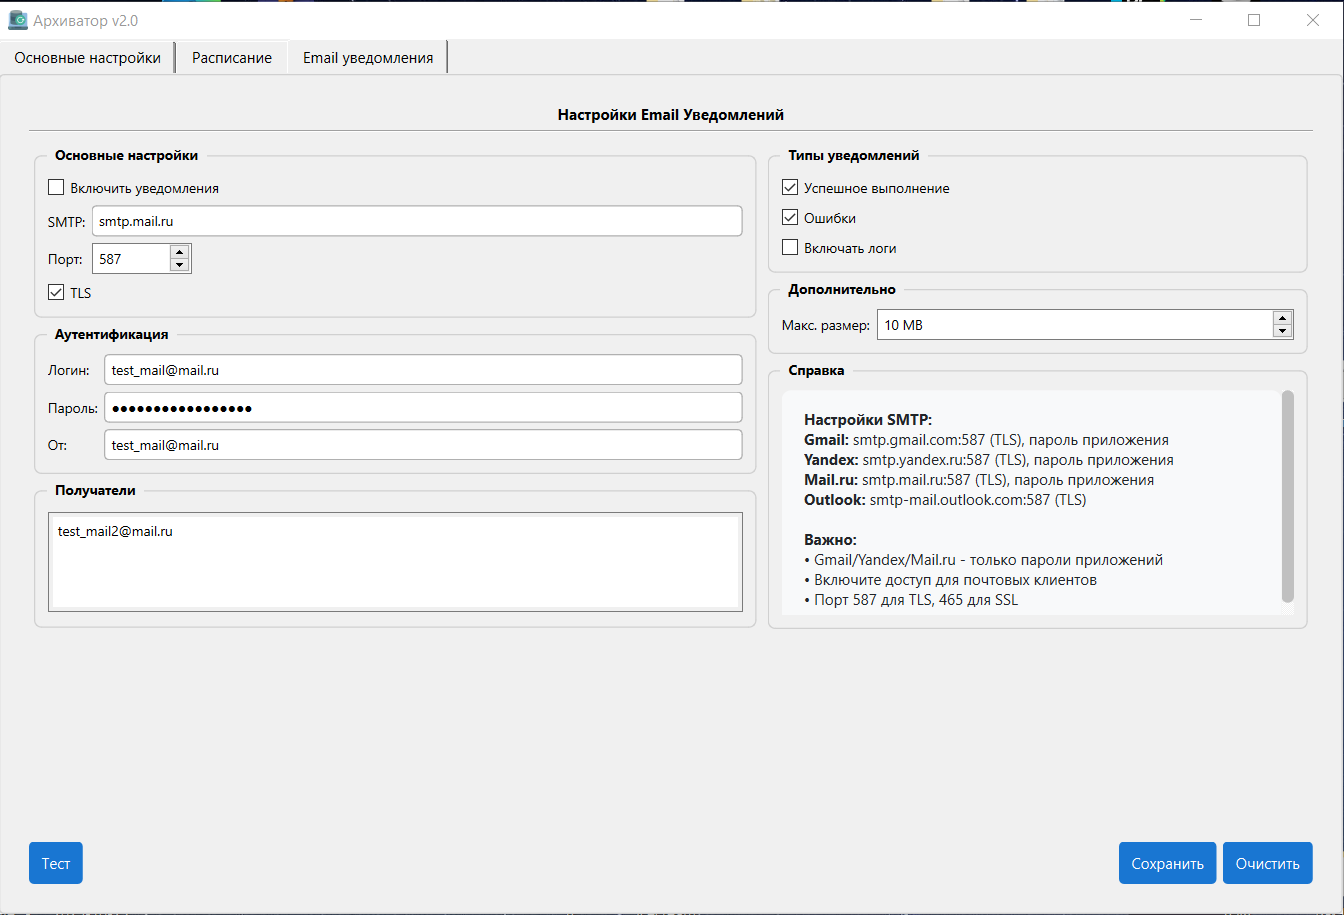 Архиватор v2.0
Основные настройки
Расписание
Email уведомления
Настройки Email Уведомлений
Основные настройки
Включить уведомления
SMTP: smtp.mail.ru
Порт: 587
TLS
Аутентификация
Логин: test_mail@mail.ru
Пароль: •••••••••••••••••
От: test_mail@mail.ru
Получатели
test_mail2@mail.ru
Типы уведомлений
Успешное выполнение
Ошибки
Включать логи
Дополнительно
Макс. размер: 10 MB
Справка
Настройки SMTP:
Gmail: smtp.gmail.com:587 (TLS), пароль приложения
Yandex: smtp.yandex.ru:587 (TLS), пароль приложения
Mail.ru: smtp.mail.ru:587 (TLS), пароль приложения
Outlook: smtp-mail.outlook.com:587 (TLS)
Важно:
• Gmail/Yandex/Mail.ru - только пароли приложений
• Включите доступ для почтовых клиентов
• Порт 587 для TLS, 465 для SSL
Тест
Сохранить
Очистить